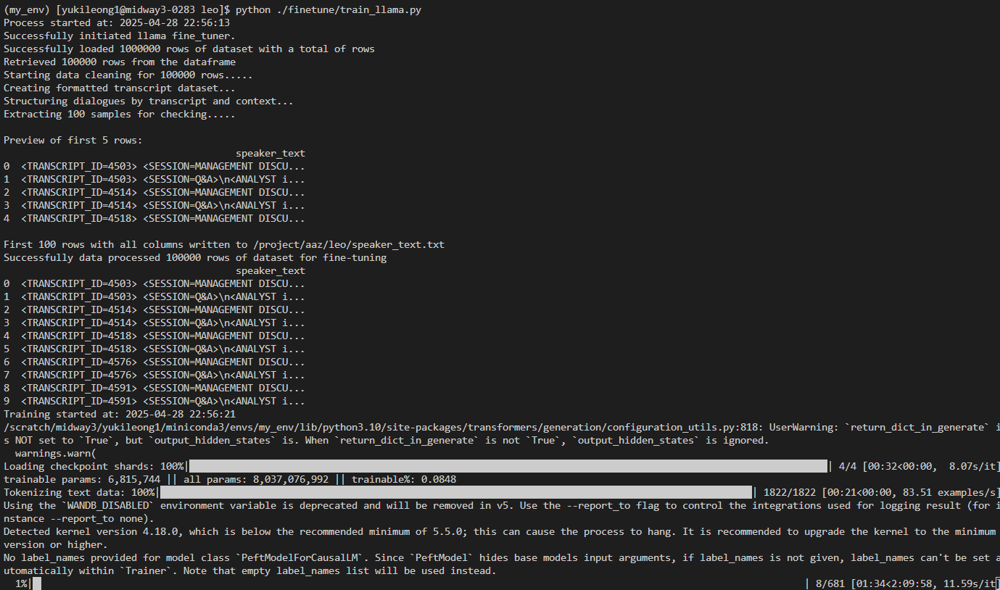 (my_env) [yukileong1@midway3-0283 leo]$ python ./finetune/train_llama.py
Process started at: 2025-04-28 22:56:13
Successfully initiated llama fine_tuner.
Successfully loaded 1000000 rows of dataset with a total of rows
Retrieved 100000 rows from the dataframe
Starting data cleaning for 100000 rows.....
Creating formatted transcript dataset...
Structuring dialogues by transcript and context...
Extracting 100 samples for checking.....
Preview of first 5 rows:
speaker_text
0  <TRANSCRIPT_ID=4503> <SESSION=MANAGEMENT DISCU...
1  <TRANSCRIPT_ID=4503> <SESSION=Q&A>\n<ANALYST i...
2  <TRANSCRIPT_ID=4514> <SESSION=MANAGEMENT DISCU...
3  <TRANSCRIPT_ID=4514> <SESSION=Q&A>\n<ANALYST i...
4  <TRANSCRIPT_ID=4518> <SESSION=MANAGEMENT DISCU...
First 100 rows with all columns written to /project/aaz/leo/speaker_text.txt
Successfully data processed 100000 rows of dataset for fine-tuning
speaker_text
0  <TRANSCRIPT_ID=4503> <SESSION=MANAGEMENT DISCU...
1  <TRANSCRIPT_ID=4503> <SESSION=Q&A>\n<ANALYST i...
2  <TRANSCRIPT_ID=4514> <SESSION=MANAGEMENT DISCU...
3  <TRANSCRIPT_ID=4514> <SESSION=Q&A>\n<ANALYST i...
4  <TRANSCRIPT_ID=4518> <SESSION=MANAGEMENT DISCU...
5  <TRANSCRIPT_ID=4518> <SESSION=Q&A>\n<ANALYST i...
6  <TRANSCRIPT_ID=4576> <SESSION=MANAGEMENT DISCU...
7  <TRANSCRIPT_ID=4576> <SESSION=Q&A>\n<ANALYST i...
8  <TRANSCRIPT_ID=4591> <SESSION=MANAGEMENT DISCU...
9  <TRANSCRIPT_ID=4591> <SESSION=Q&A>\n<ANALYST i...
Training started at: 2025-04-28 22:56:21
/scratch/midway3/yukileong1/miniconda3/envs/my_env/lib/python3.10/site-packages/transformers/generation/configuration_utils.py:818: UserWarning: `return_dict_in_generate` i
s NOT set to `True`, but `output_hidden_states` is. When `return_dict_in_generate` is not `True`, `output_hidden_states` is ignored.
warnings.warn(
Loading checkpoint shards: 100%| | 4/4 [00:32<00:00,  8.07s/it]
trainable params: 6,815,744 || all params: 8,037,076,992 || trainable%: 0.0848
Tokenizing text data: 100%| | 1822/1822 [00:21<00:00, 83.51 examples/s]
Using the `WANDB_DISABLED` environment variable is deprecated and will be removed in v5. Use the --report_to flag to control the integrations used for logging result (for i
nstance --report_to none).
Detected kernel version 4.18.0, which is below the recommended minimum of 5.5.0; this can cause the process to hang. It is recommended to upgrade the kernel to the minimum
version or higher.
No label_names provided for model class `PeftModelForCausalLM`. Since `PeftModel` hides base models input arguments, if label_names is not given, label_names can't be set a
utomatically within `Trainer`. Note that empty label_names list will be used instead.
1%| | 8/681 [01:34<2:09:58, 11.59s/it]